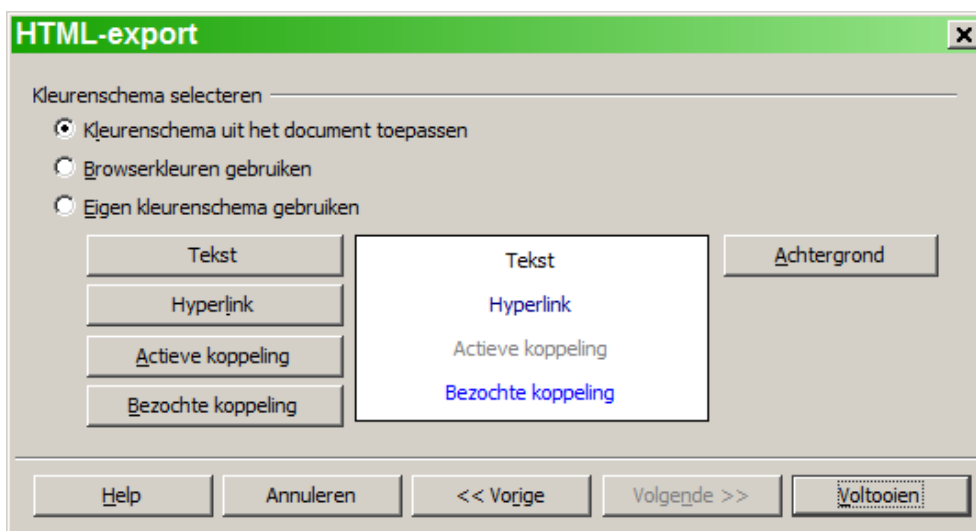 HTML-export
Kleurenschema selecteren
Kleurenschema uit het document toepassen
Browserkleuren gebruiken
Eigen kleurenschema gebruiken
Tekst
Hyperlink
Actieve koppeling
Bezochte koppeling
Tekst
Hyperlink
Actieve koppeling
Bezochte koppeling
Achtergrond
Help
Annuleren
<< Vorige
Volgende >>
Voltooien